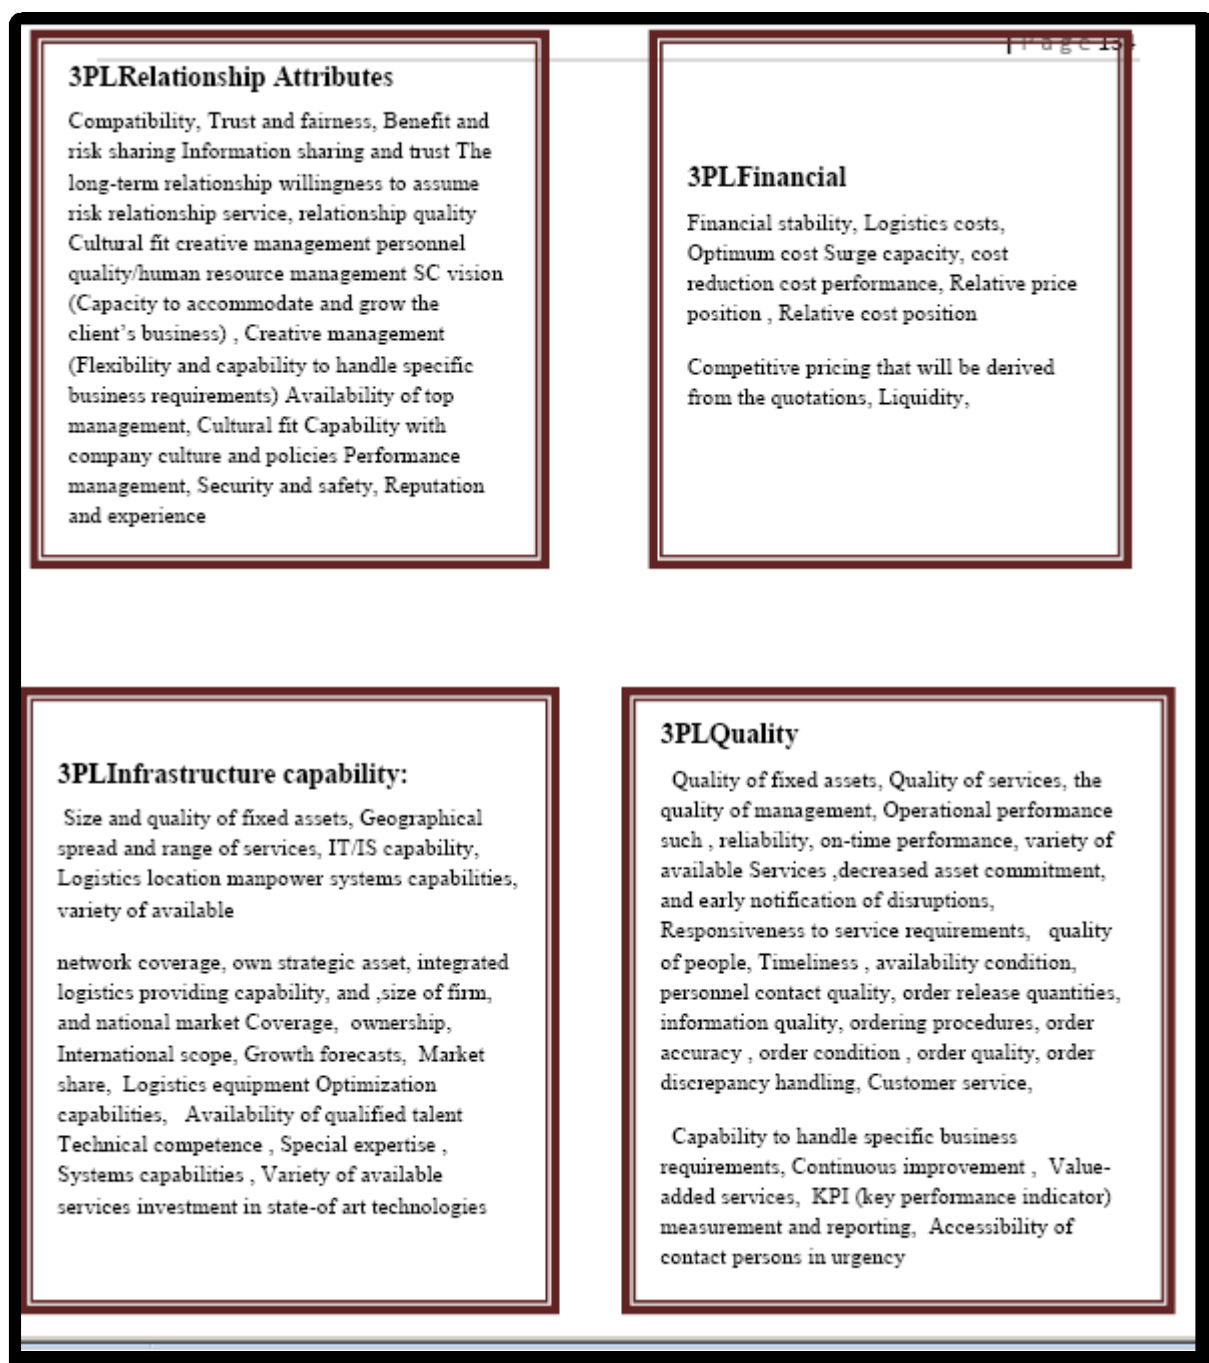 | P a g e 134
3PLRelationship Attributes
Compatibility, Trust and fairness, Benefit and
risk sharing Information sharing and trust The
long-term relationship willingness to assume
risk relationship service, relationship quality
Cultural fit creative management personnel
quality/human resource management SC vision
(Capacity to accommodate and grow the
client’s business) , Creative management
(Flexibility and capability to handle specific
business requirements) Availability of top
management, Cultural fit Capability with
company culture and policies Performance
management, Security and safety, Reputation
and experience
3PLFinancial
Financial stability, Logistics costs,
Optimum cost Surge capacity, cost
reduction cost performance, Relative price
position , Relative cost position
Competitive pricing that will be derived
from the quotations, Liquidity,
3PLInfrastructure capability:
Size and quality of fixed assets, Geographical
spread and range of services, IT/IS capability,
Logistics location manpower systems capabilities,
variety of available
network coverage, own strategic asset, integrated
logistics providing capability, and ,size of firm,
and national market Coverage, ownership,
International scope, Growth forecasts, Market
share, Logistics equipment Optimization
capabilities, Availability of qualified talent
Technical competence , Special expertise ,
Systems capabilities , Variety of available
services investment in state-of art technologies
3PLQuality
Quality of fixed assets, Quality of services, the
quality of management, Operational performance
such , reliability, on-time performance, variety of
available Services ,decreased asset commitment,
and early notification of disruptions,
Responsiveness to service requirements, quality
of people, Timeliness , availability condition,
personnel contact quality, order release quantities,
information quality, ordering procedures, order
accuracy , order condition , order quality, order
discrepancy handling, Customer service,
Capability to handle specific business
requirements, Continuous improvement , Value-
added services, KPI (key performance indicator)
measurement and reporting, Accessibility of
contact persons in urgency